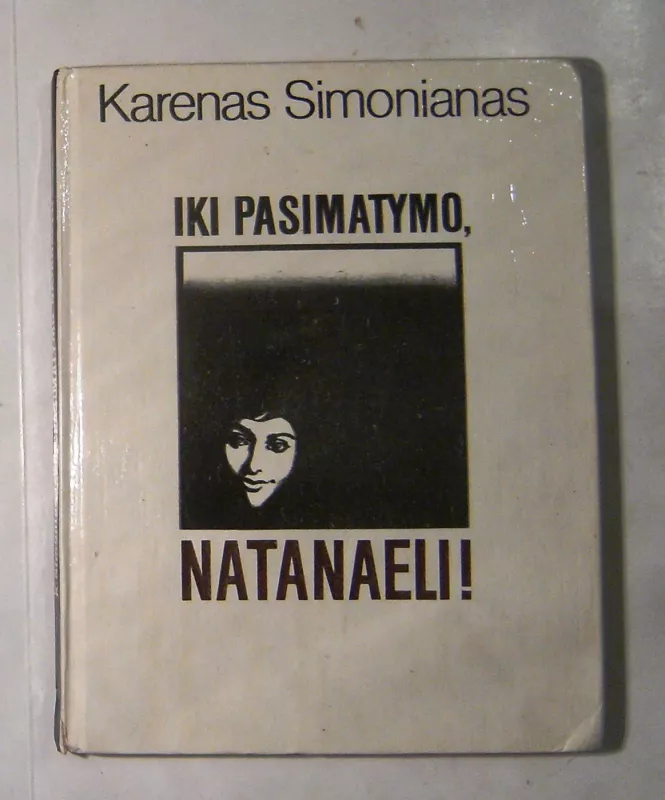 Karenas Simonianas
IKI PASIMATYMO,
NATANAELI!